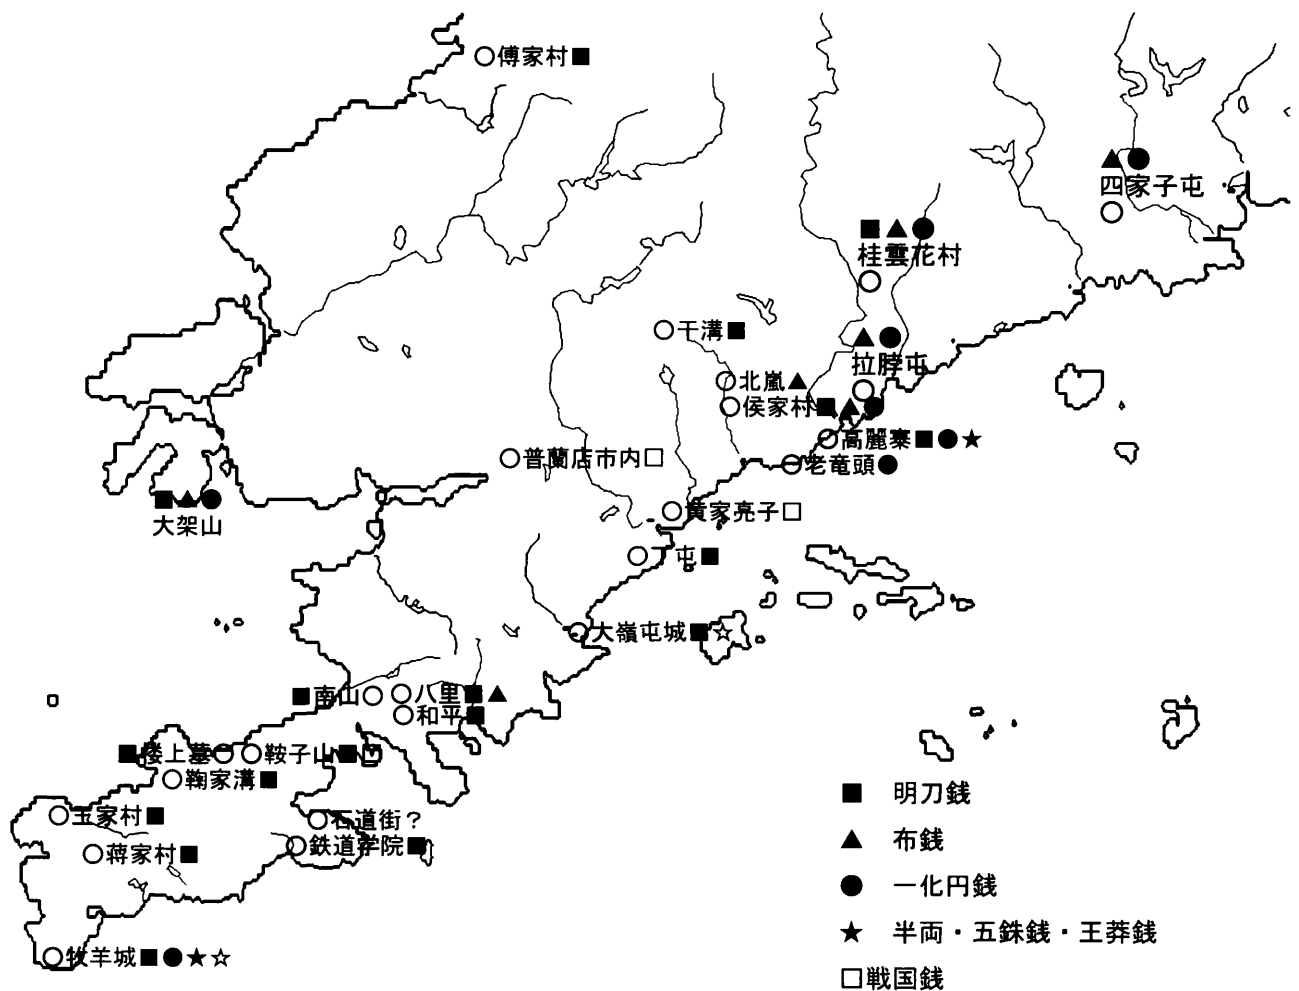 ○傅家村■
▲●
四家子屯
■▲●
桂雲花村
○干溝■
▲●
拉脖屯
○北嵐▲
○侯家村■▲●
○高麗寨■●★
○老竜頭●
○普蘭店市内□
■▲●
大架山
○黄家亮子□
○丁屯■
○大嶺屯城■☆
■南山○
○八里■▲
○和平■
■楼上墓○
○鞍子山■□
○鞠家溝■
○玉家村■
○石道街？
○鉄道学院■
○蒋家村■
○牧羊城■●★☆
■ 明刀銭
▲ 布銭
● 一化円銭
★ 半両・五銖銭・王莽銭
□戦国銭